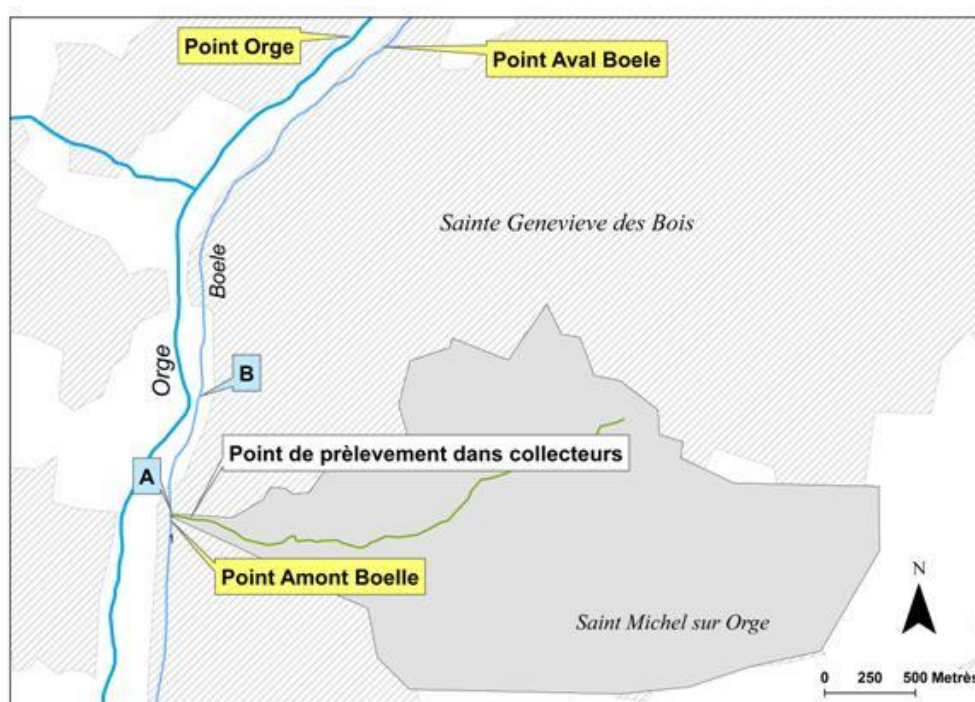 Point Orge
Point Aval Boele
Sainte Genevieve des Bois
Boele
Orge
B
Point de prèlevement dans collecteurs
A
Point Amont Boelle
N
Saint Michel sur Orge
0 250 500 Metrès